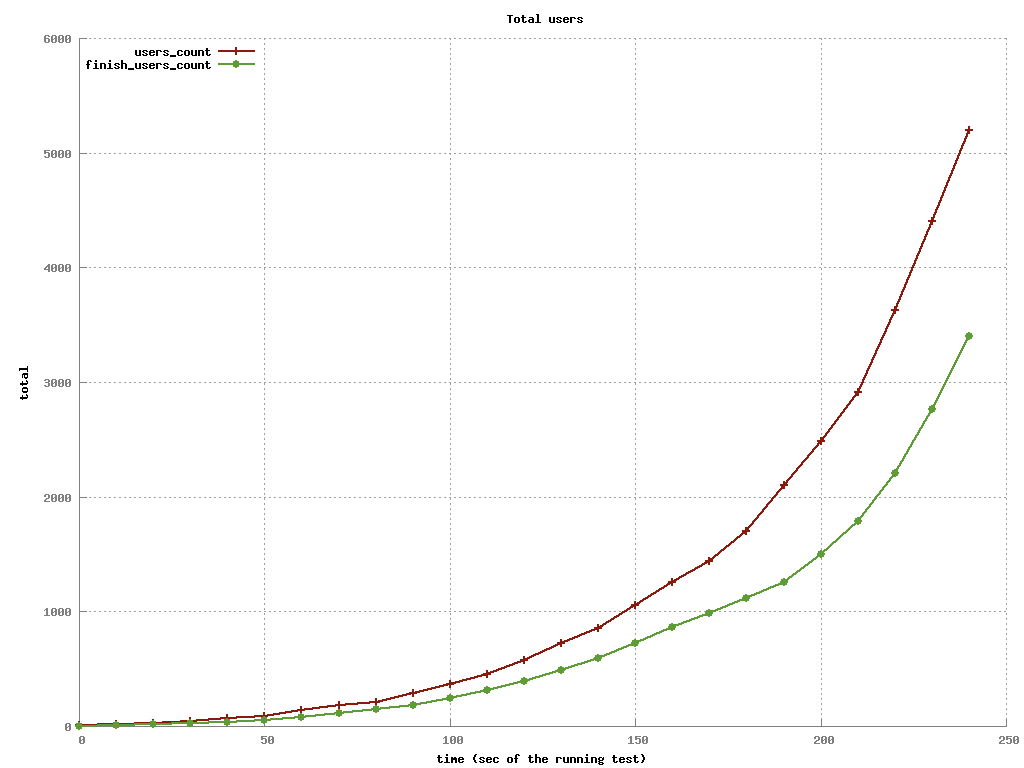 Total users
6000
users_count
finish_users_count
5000
4000
total
3000
2000
1000
0
0 50 100 150 200 250
time (sec of the running test)